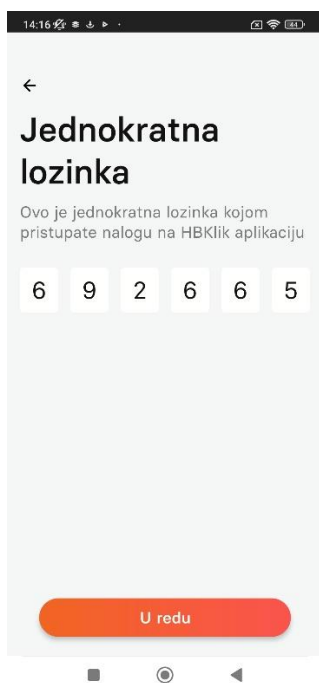 14:16
44
Jednokratna
lozinka
Ovo je jednokratna lozinka kojom
pristupate nalogu na HBKlik aplikaciju
6 9 2 6 6 5
U redu